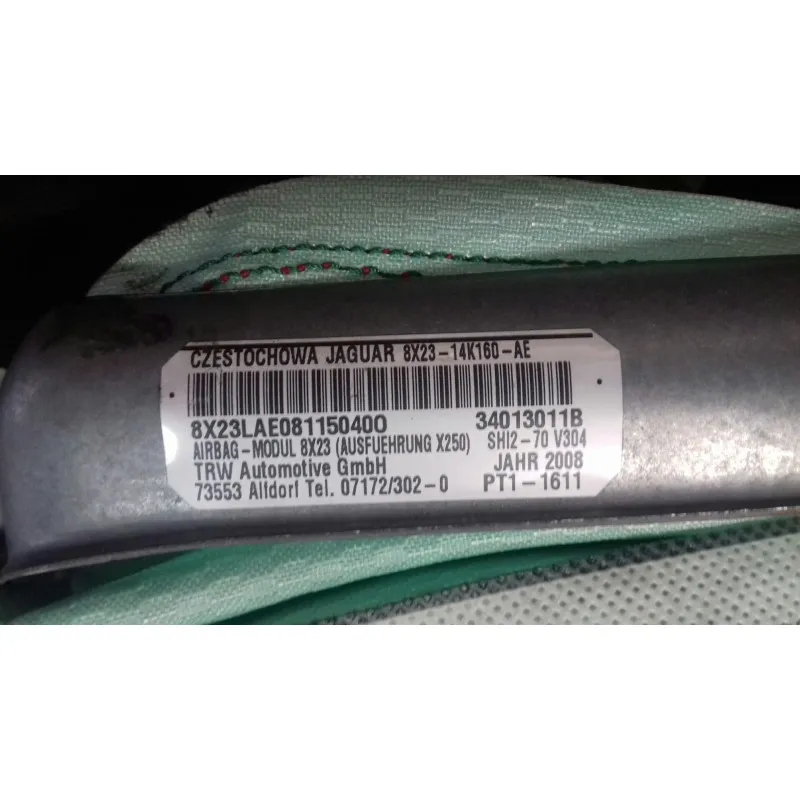 CZESTOCHOWA JAGUAR 8X23-14K160-AE
8X23LAE08115040O 34013011B
AIRBAG-MODUL 8X23 (AUSFUEHRUNG X250) SHI2-70 V304
TRW Automotive GmbH JAHR 2008
73553 Alfdorf Tel. 07172/302-0 PT1-1611